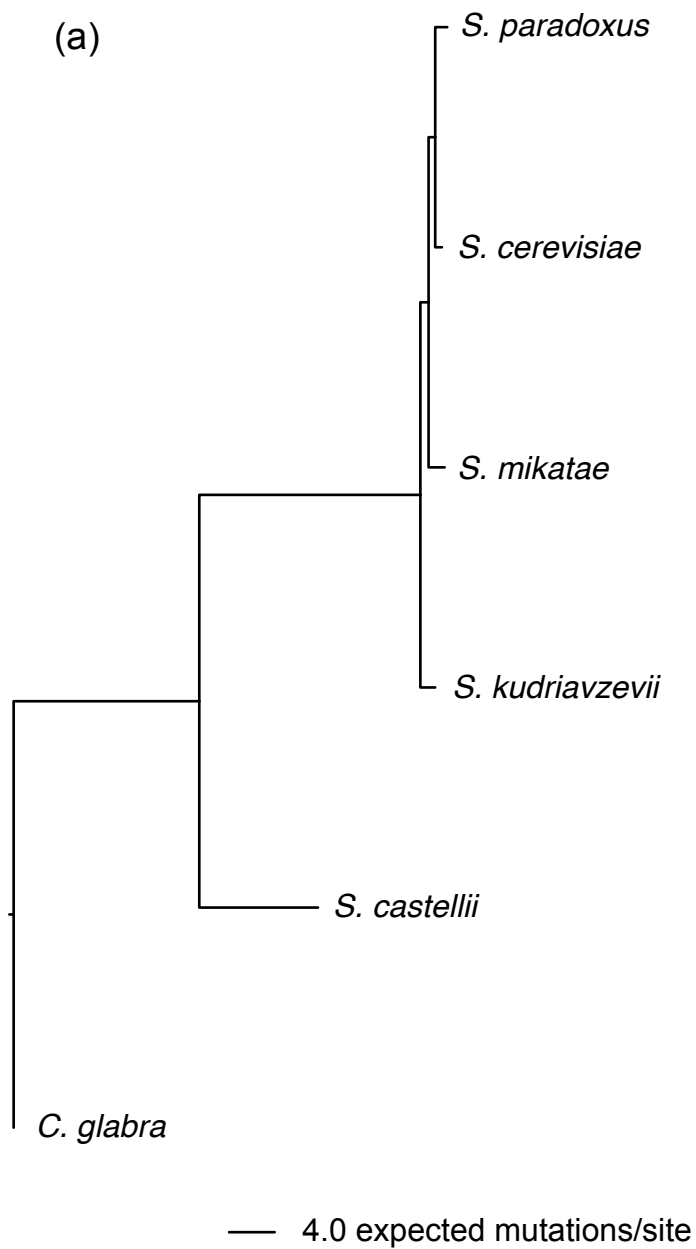 (a)
S. paradoxus
S. cerevisiae
S. mikatae
S. kudriavzevii
S. castellii
C. glabra
4.0 expected mutations/site